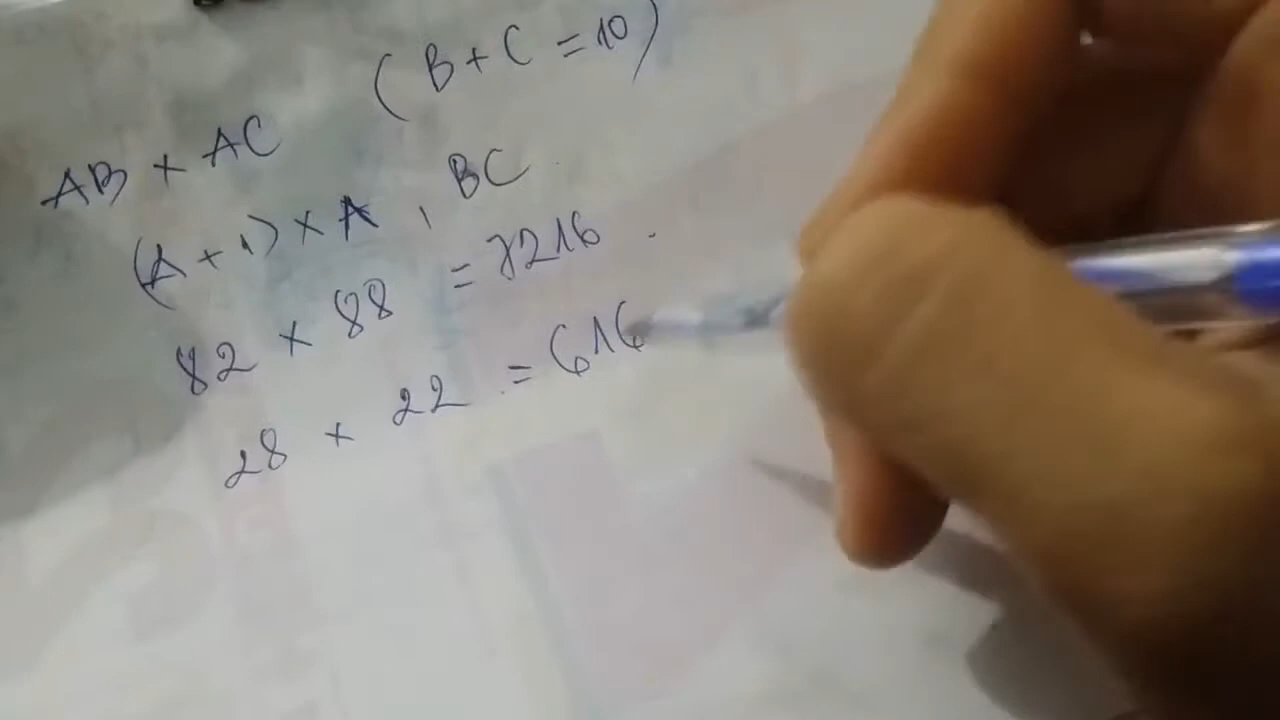 (B+C=10)
AB × AC
(A+1)×A, BC
82 × 88 = 7216
28 × 22 = 616